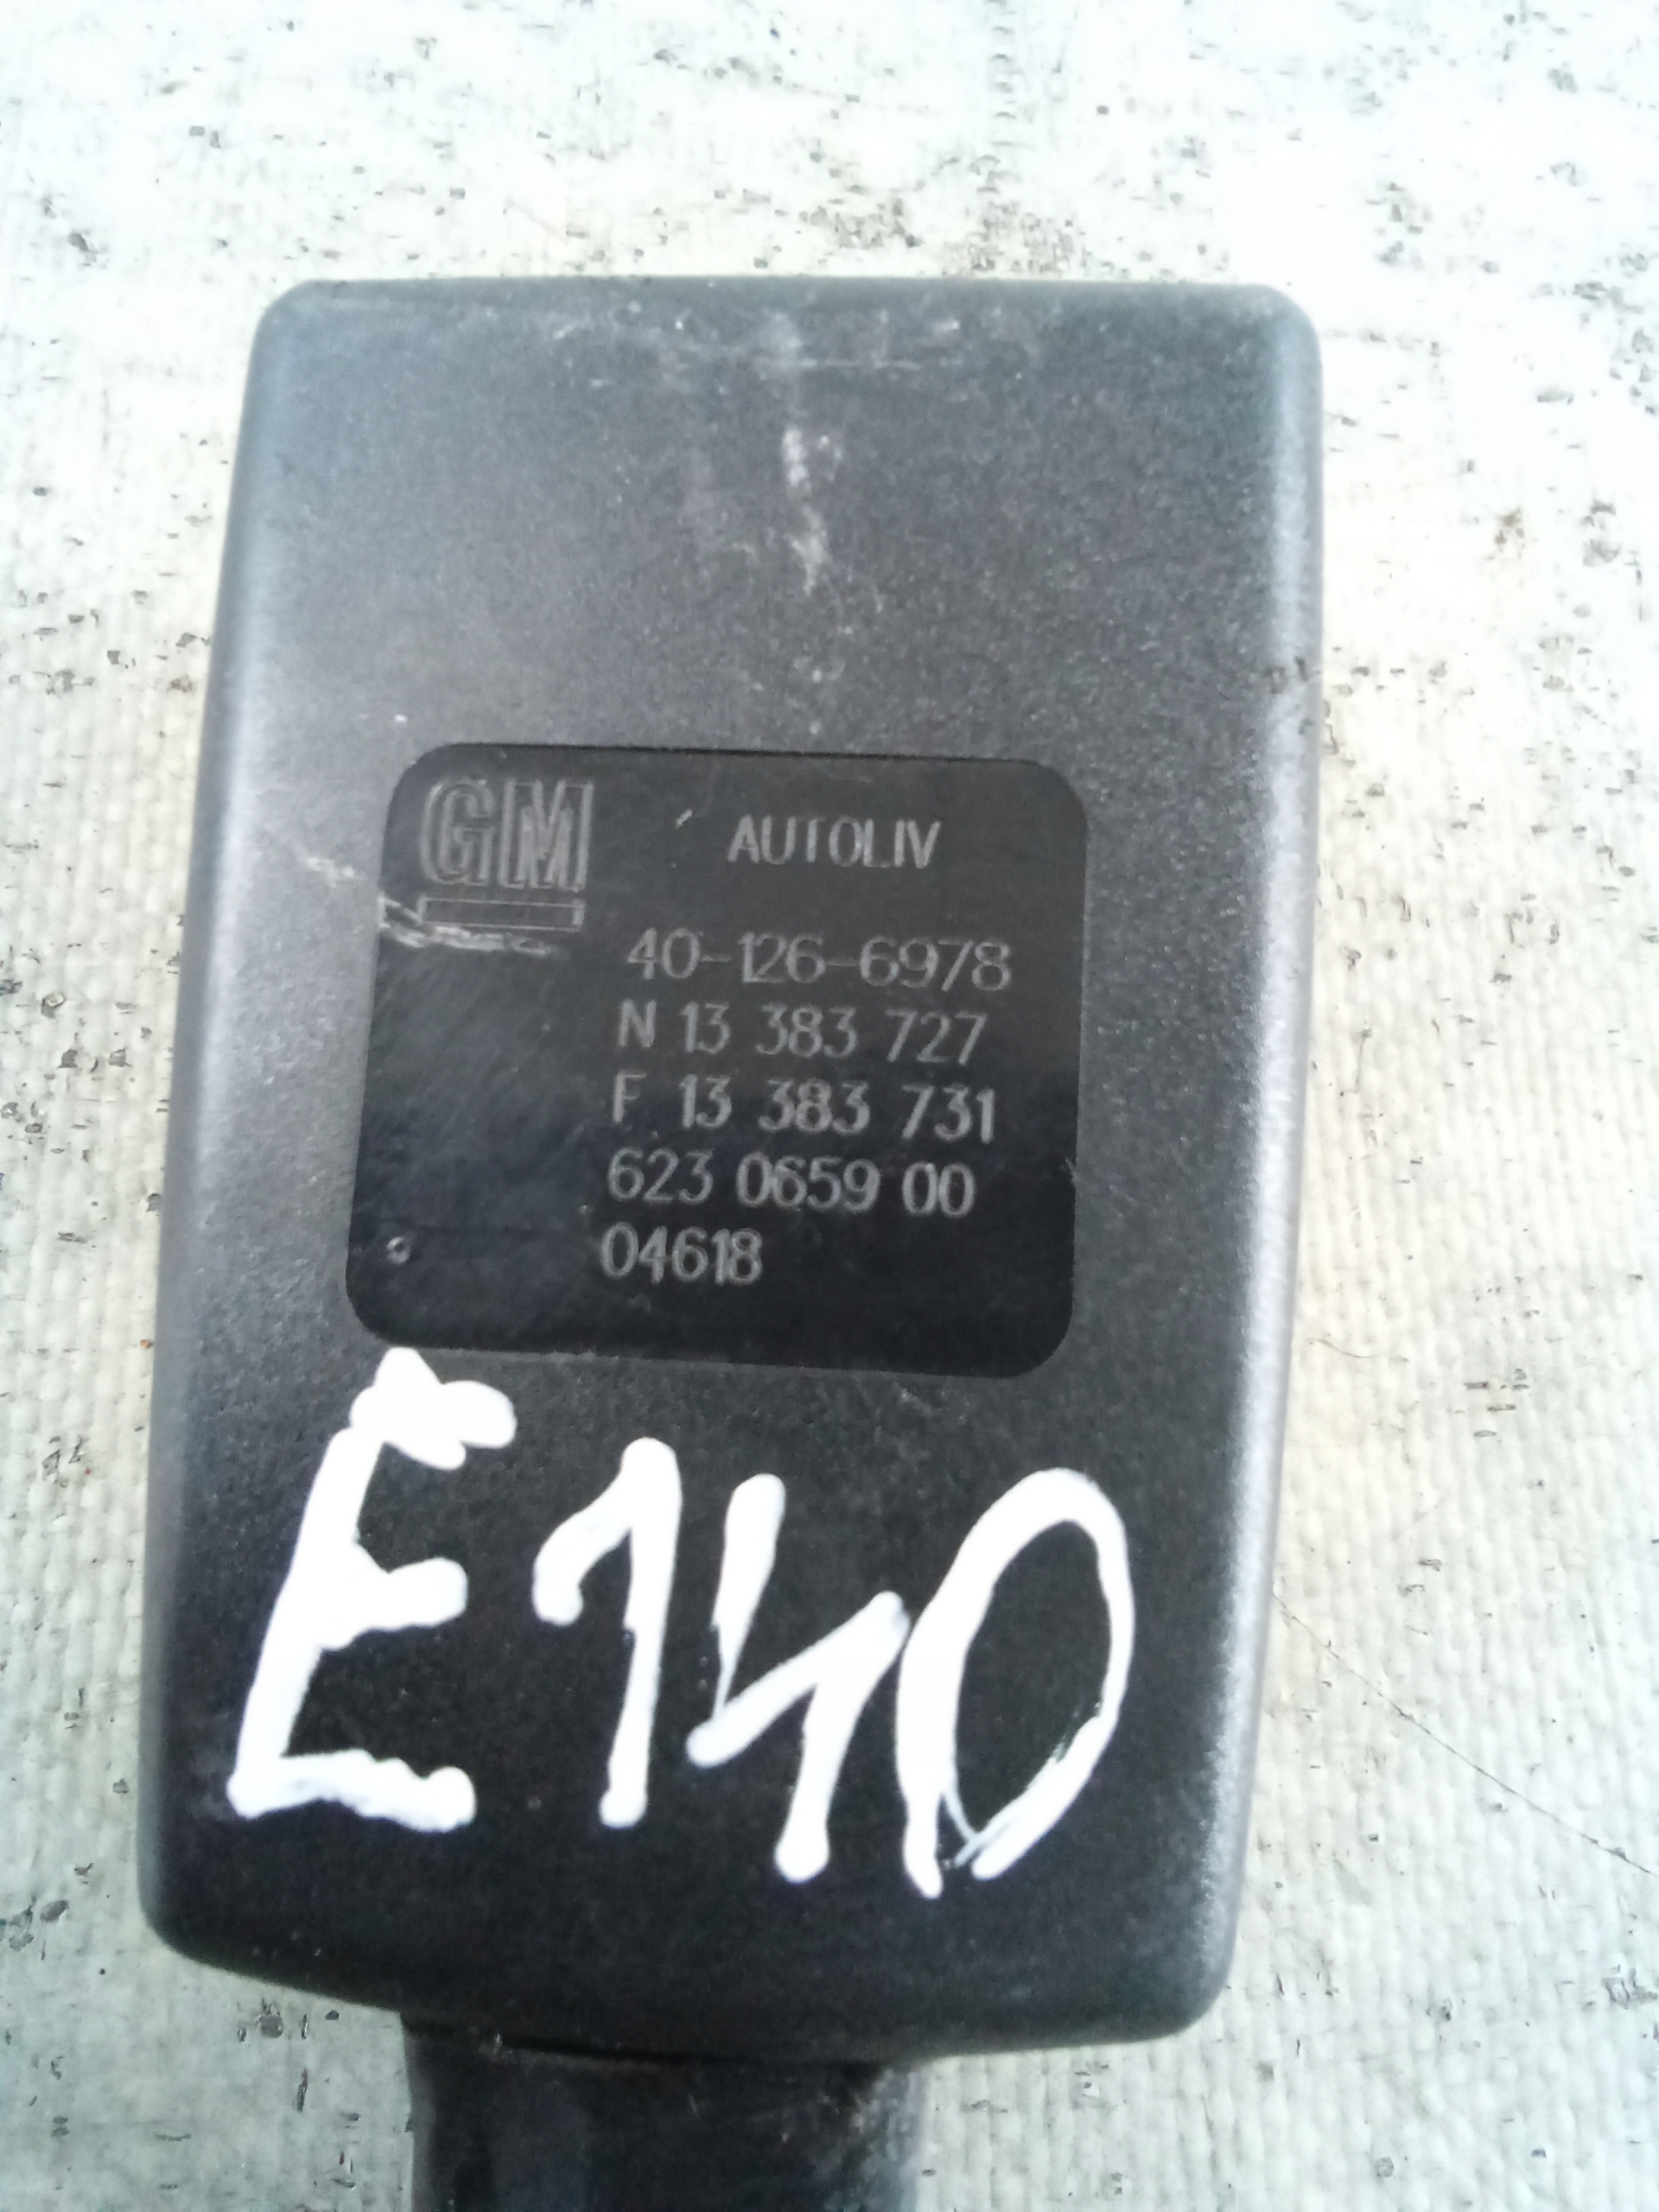 GM
AUTOLIV
40-126-6978
N 13 383 727
F 13 383 731
623 0659 00
04618
E140